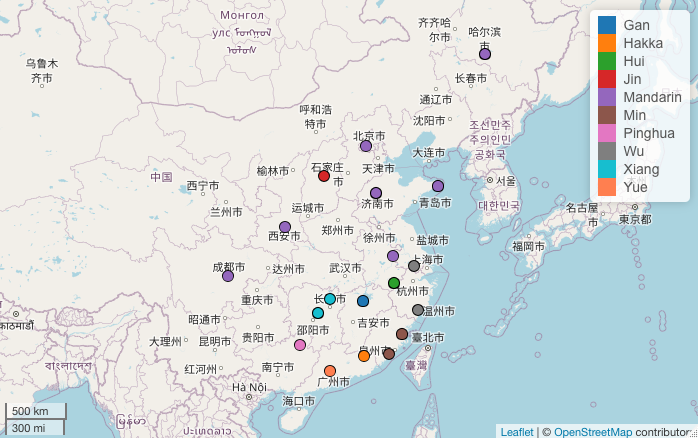 Монгол
улс
齐齐哈
尔市
哈尔滨
市
乌鲁木
齐市
长春市
通辽市
呼和浩
特市
沈阳市
北京市
조선민주
주의인민
공화국
大连市
石家庄
市
天津市
榆林市
中国
西宁市
서울
济南市
青岛市
兰州市
运城市
대한민국
名古屋
市
東京都
郑州市
徐州市
西安市
盐城市
福岡市
上海市
成都市
达州市
武汉市
杭州市
重庆市
温州市
昭通市
邵阳市
吉安市
大理州
昆明市
贵阳市
臺北市
泉州市
臺灣
红河州
南宁市
广州市
Hà Nội
海口市
Gan
Hakka
Hui
Jin
Mandarin
Min
Pinghua
Wu
Xiang
Yue
500 km
300 mi
Leaflet | © OpenStreetMap contributors